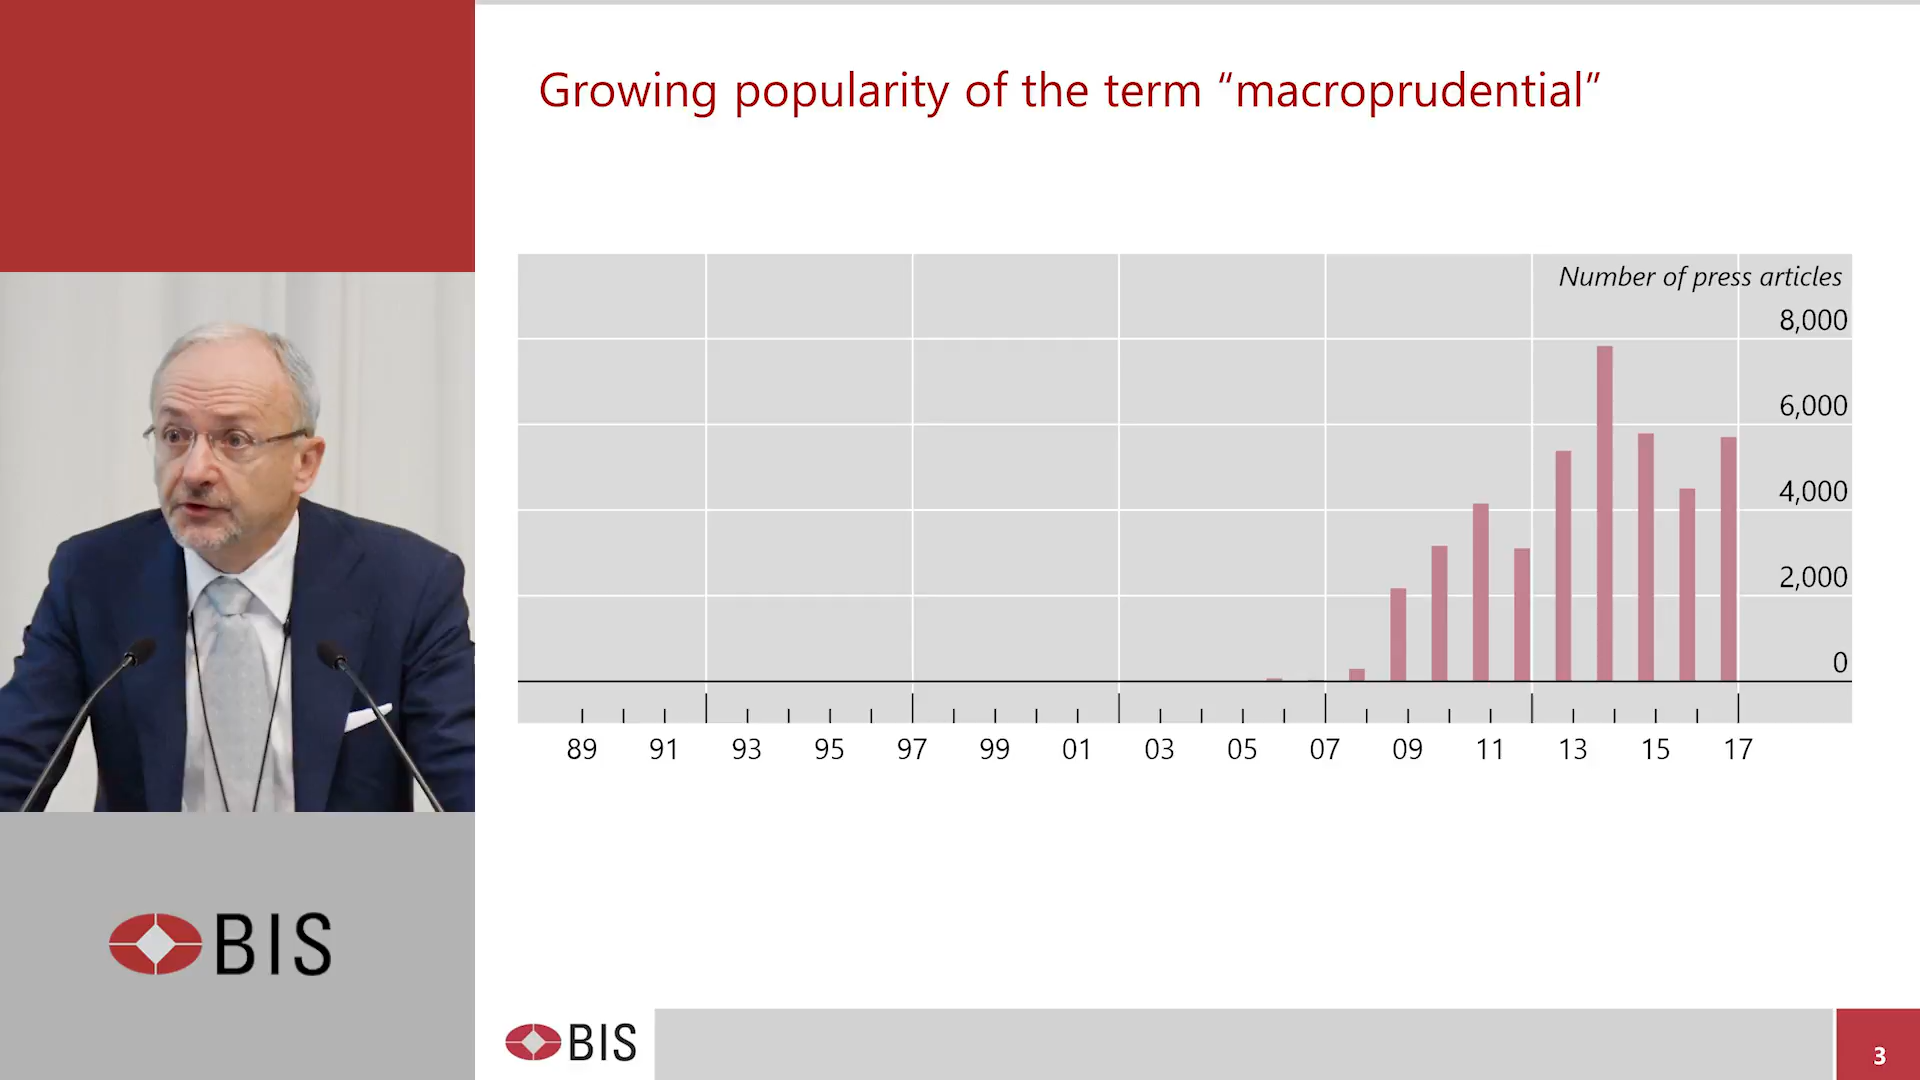 Growing popularity of the term “macroprudential”
Number of press articles
8,000
6,000
4,000
2,000
0
89 91 93 95 97 99 01 03 05 07 09 11 13 15 17
BIS
BIS
3